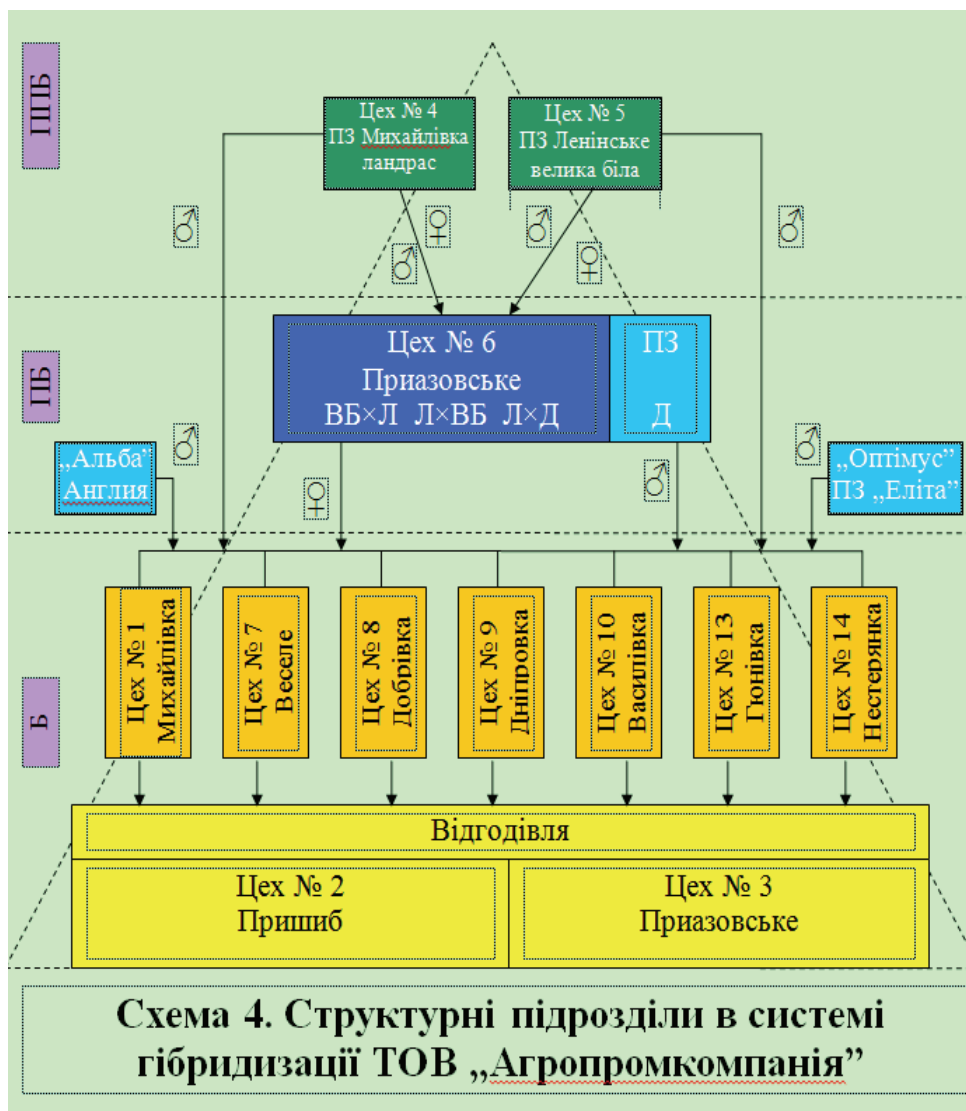 ППБ
Цех № 4
ПЗ Михайлівка
ландрас
Цех № 5
ПЗ Ленінське
велика біла
♂
♀
♂
♂
♀
♂
ПБ
Цех № 6
Приазовське
ВБ×Л Л×ВБ Л×Д
ПЗ
Д
„Альба”
Англия
♂
♀
♂
♂
„Оптімус”
ПЗ „Еліта”
Б
Цех № 1
Михайлівка
Цех № 7
Веселе
Цех № 8
Добрівка
Цех № 9
Дніпровка
Цех № 10
Василівка
Цех № 13
Гюнівка
Цех № 14
Нестерянка
Відгодівля
Цех № 2
Пришиб
Цех № 3
Приазовське
Схема 4. Структурні підрозділи в системі
гібридизації ТОВ „Агропромкомпанія”